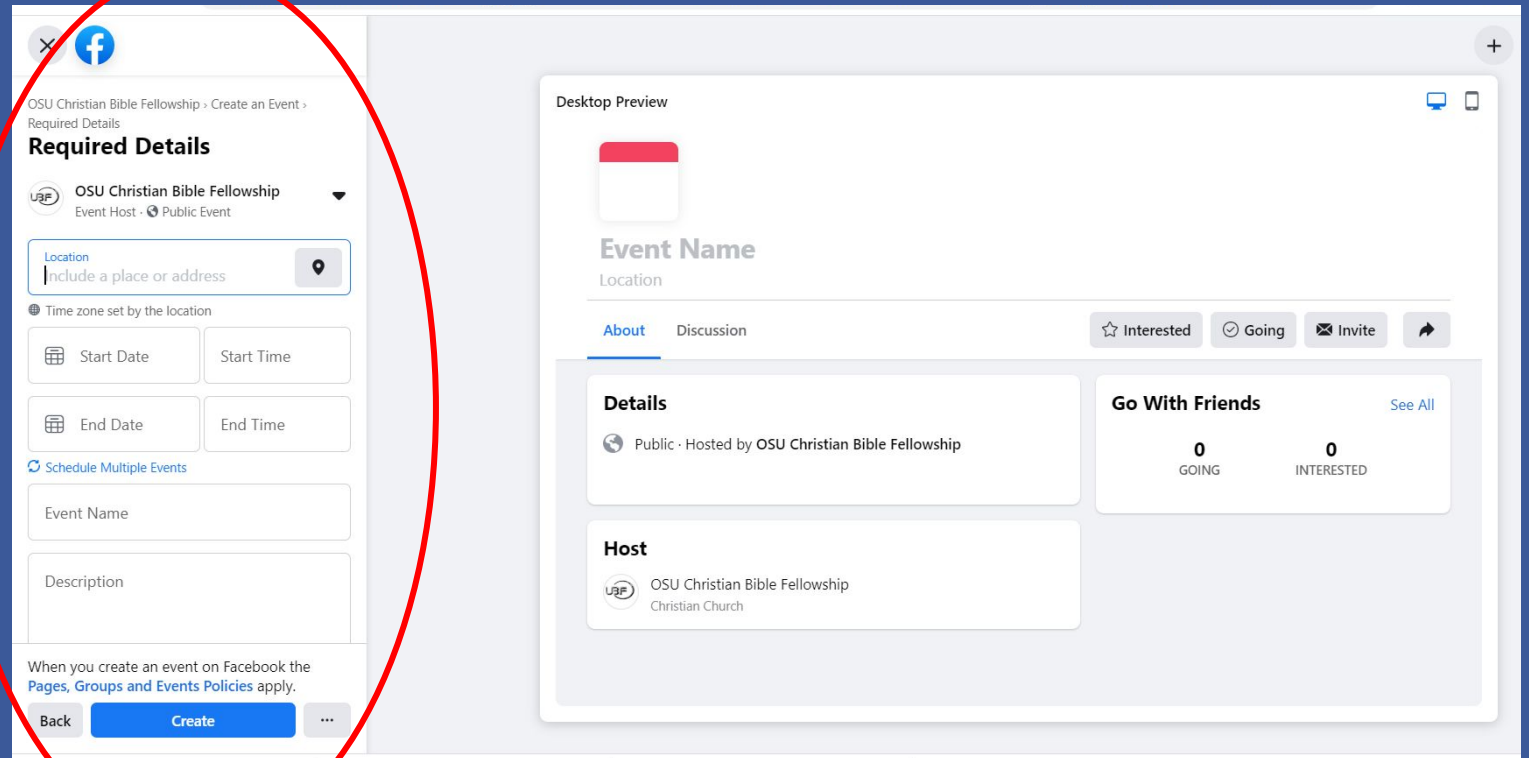 OSU Christian Bible Fellowship › Create an Event ›
Required Details
Required Details
UBF
OSU Christian Bible Fellowship
Event Host · Public Event
Location
Include a place or address
Time zone set by the location
Start Date
Start Time
End Date
End Time
Schedule Multiple Events
Event Name
Description
When you create an event on Facebook the
Pages, Groups and Events Policies apply.
Back
Create
Desktop Preview
Event Name
Location
About
Discussion
Interested
Going
Invite
Details
Public · Hosted by OSU Christian Bible Fellowship
Go With Friends
See All
0
GOING
0
INTERESTED
Host
UBF
OSU Christian Bible Fellowship
Christian Church